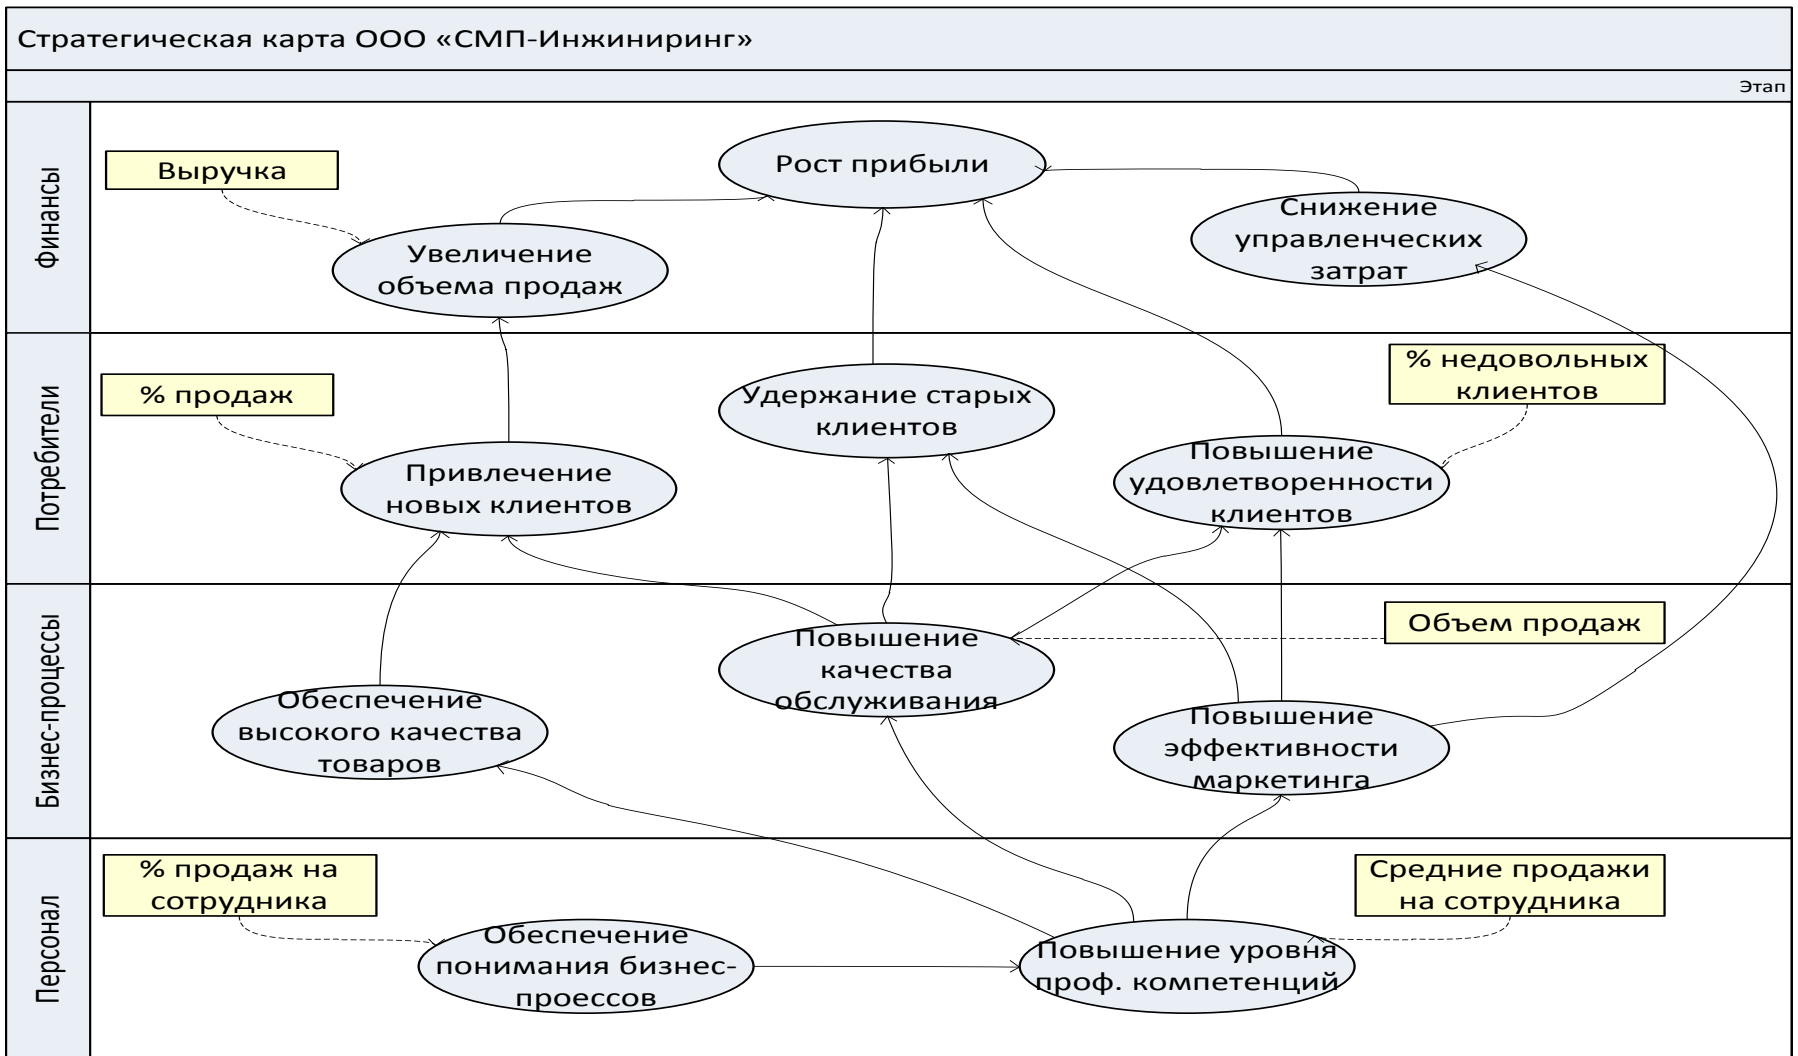 Стратегическая карта ООО «СМП-Инжиниринг»
Этап
Финансы
Выручка
Рост прибыли
Увеличение
объема продаж
Снижение
управленческих
затрат
Потребители
% продаж
Привлечение
новых клиентов
Удержание старых
клиентов
% недовольных
клиентов
Повышение
удовлетворенности
клиентов
Бизнес-процессы
Обеспечение
высокого качества
товаров
Повышение
качества
обслуживания
Объем продаж
Повышение
эффективности
маркетинга
Персонал
% продаж на
сотрудника
Обеспечение
понимания бизнес-
проессов
Повышение уровня
проф. компетенций
Средние продажи
на сотрудника